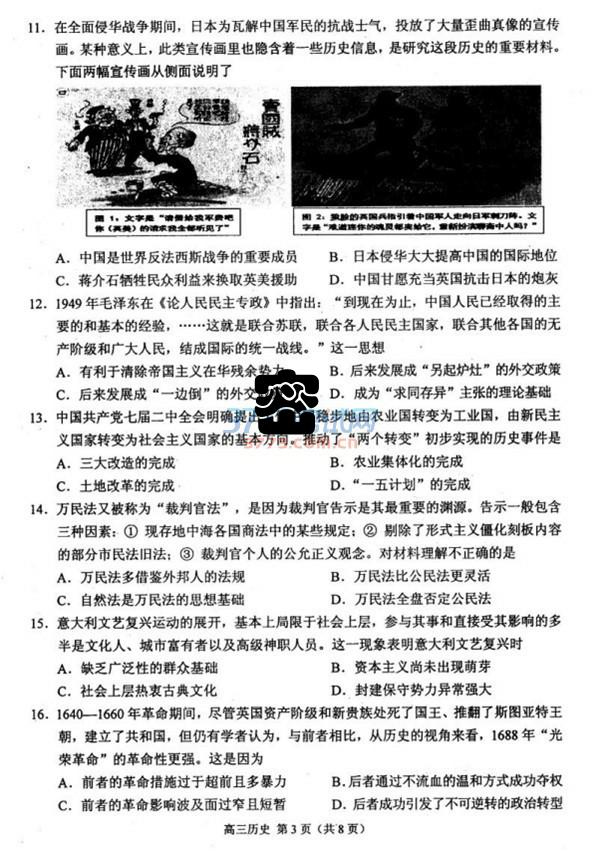 11. 在全面侵华战争期间，日本为瓦解中国军民的抗战士气，投放了大量歪曲真像的宣传
画。某种意义上，此类宣传画里也隐含着一些历史信息，是研究这段历史的重要材料。
下面两幅宣传画从侧面说明了
賣國賊
蔣介石
图 1：文字是“请借给我军费吧
你（英美）的请求我全都听见了”
图 2：狼脸的英国兵指引着中国军人走向日军刺刀阵。文
字是“难道连你的魂灵都卖给它，重新扮演猪高中人吗？”
A. 中国是世界反法西斯战争的重要成员 B. 日本侵华大大提高中国的国际地位
C. 蒋介石牺牲民众利益来换取英美援助 D. 中国甘愿充当英国抗击日本的炮灰
12. 1949 年毛泽东在《论人民民主专政》中指出：“到现在为止，中国人民已经取得的主
要的和基本的经验，……这就是联合苏联，联合各人民民主国家，联合其他各国的无
产阶级和广大人民，结成国际的统一战线。”这一思想
A. 有利于清除帝国主义在华残余势力 B. 后来发展成“另起炉灶”的外交政策
C. 后来发展成“一边倒”的外交 D. 成为“求同存异”主张的理论基础
13. 中国共产党七届二中全会明确提出 稳步地由农业国转变为工业国，由新民主
义国家转变为社会主义国家的基本方向。推动了“两个转变”初步实现的历史事件是
A. 三大改造的完成 B. 农业集体化的完成
C. 土地改革的完成 D. “一五计划”的完成
14. 万民法又被称为“裁判官法”，是因为裁判官告示是其最重要的渊源。告示一般包含
三种因素：① 现存地中海各国商法中的某些规定；② 剔除了形式主义僵化刻板内容
的部分市民法旧法；③ 裁判官个人的公允正义观念。对材料理解不正确的是
A. 万民法多借鉴外邦人的法规 B. 万民法比公民法更灵活
C. 自然法是万民法的思想基础 D. 万民法全盘否定公民法
15. 意大利文艺复兴运动的展开，基本上局限于社会上层，参与其事和直接受其影响的多
半是文化人、城市富有者以及高级神职人员。这一现象表明意大利文艺复兴时
A. 缺乏广泛性的群众基础 B. 资本主义尚未出现萌芽
C. 社会上层热衷古典文化 D. 封建保守势力异常强大
16. 1640—1660 年革命期间，尽管英国资产阶级和新贵族处死了国王、推翻了斯图亚特王
朝，建立了共和国，但仍有学者认为，与前者相比，从历史的视角来看，1688 年“光
荣革命”的革命性更强。这是因为
A. 前者的革命措施过于超前且多暴力 B. 后者通过不流血的温和方式成功夺权
C. 前者的革命影响波及面过窄且短暂 D. 后者成功引发了不可逆转的政治转型
高三历史 第 3 页（共 8 页）